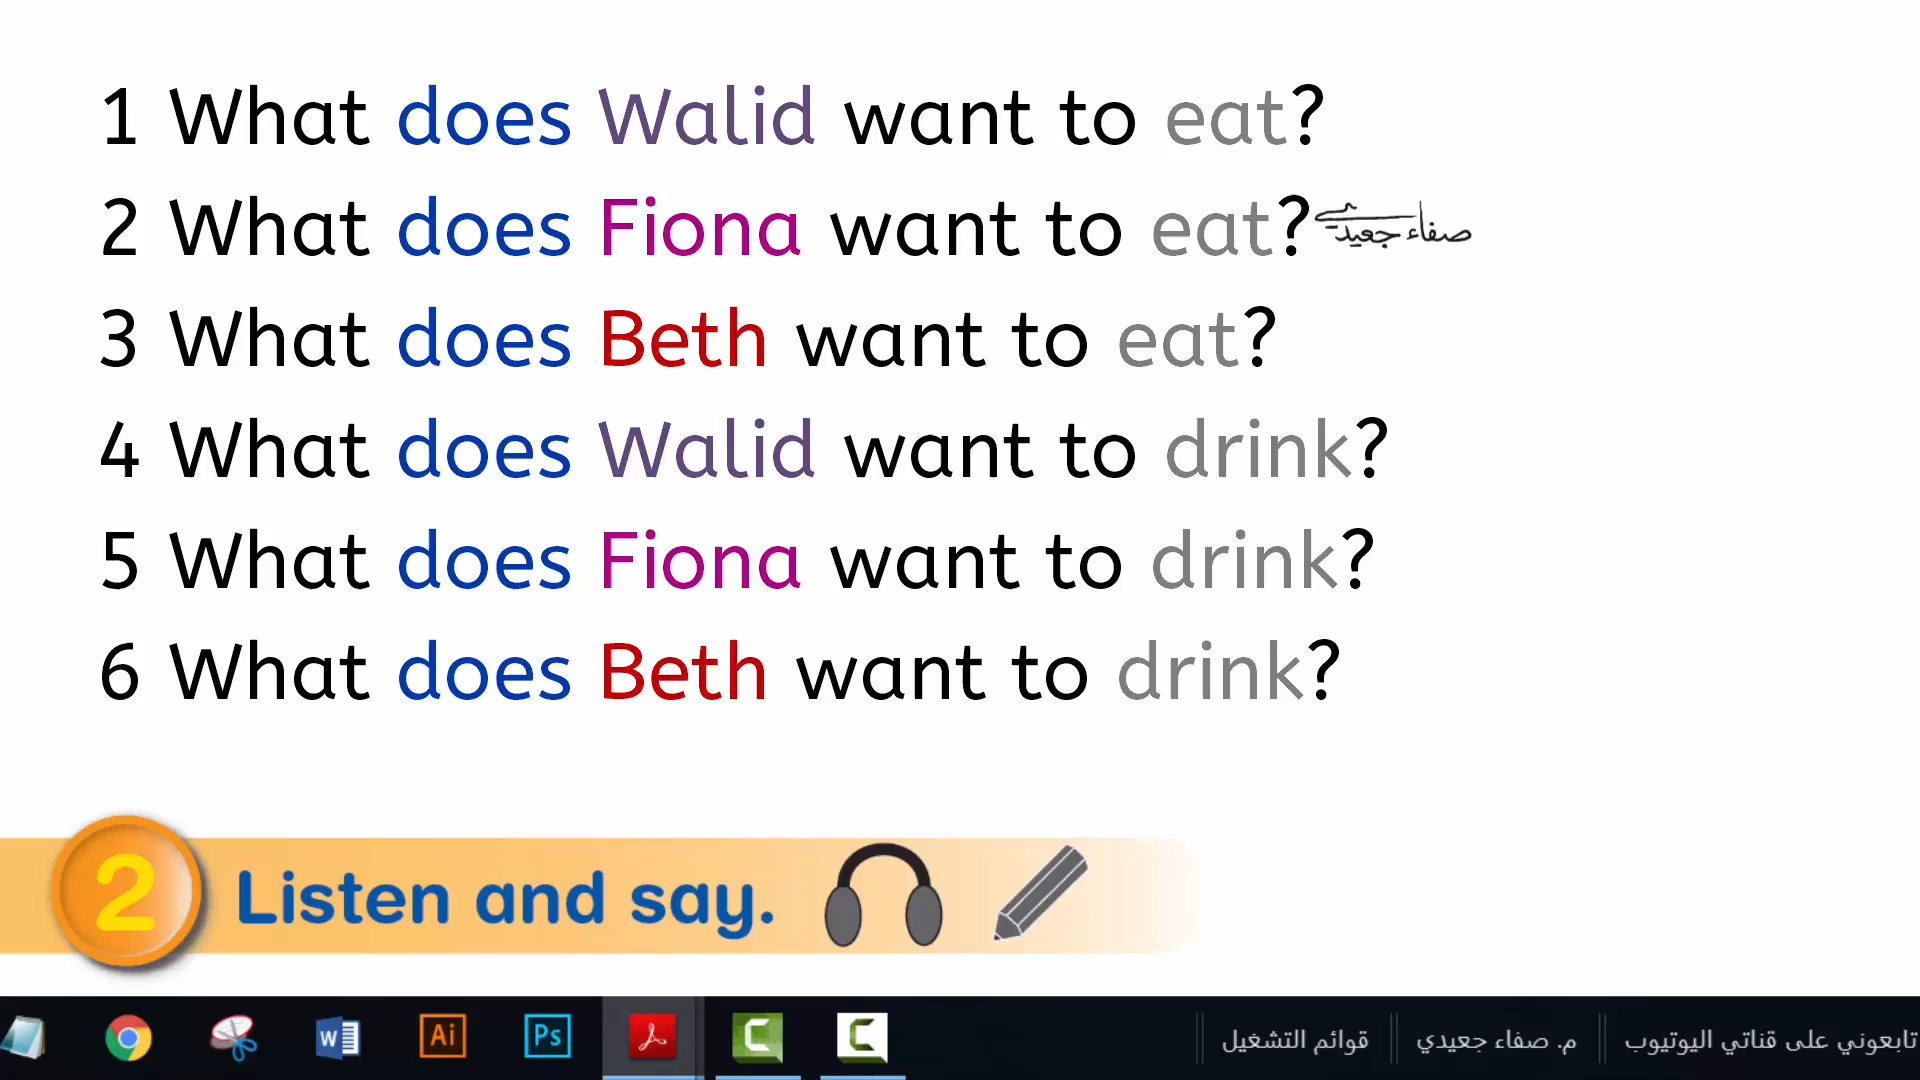 1 What does Walid want to eat?
2 What does Fiona want to eat?
صفاء جعيدي
3 What does Beth want to eat?
4 What does Walid want to drink?
5 What does Fiona want to drink?
6 What does Beth want to drink?
2 Listen and say.
W Ai Ps
تابعوني على قناتي اليوتيوب م. صفاء جعيدي قوائم التشغيل